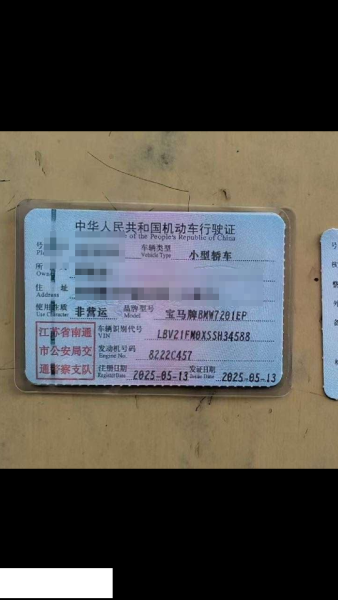 中华人民共和国机动车行驶证
of the People's Republic of China
号
车辆类型
Vehicle Type
小型轿车
所
住 址
使用性质
Use Character
非营运
品牌型号
Model
宝马牌BMW7201EP
江苏省南通
市公安局交
通警察支队
车辆识别代号
VIN
LBV21FM0XSSH34588
发动机号码
Engine No.
8222C457
注册日期
Register Date
2025-05-13
发证日期
Issue Date
2025-05-13